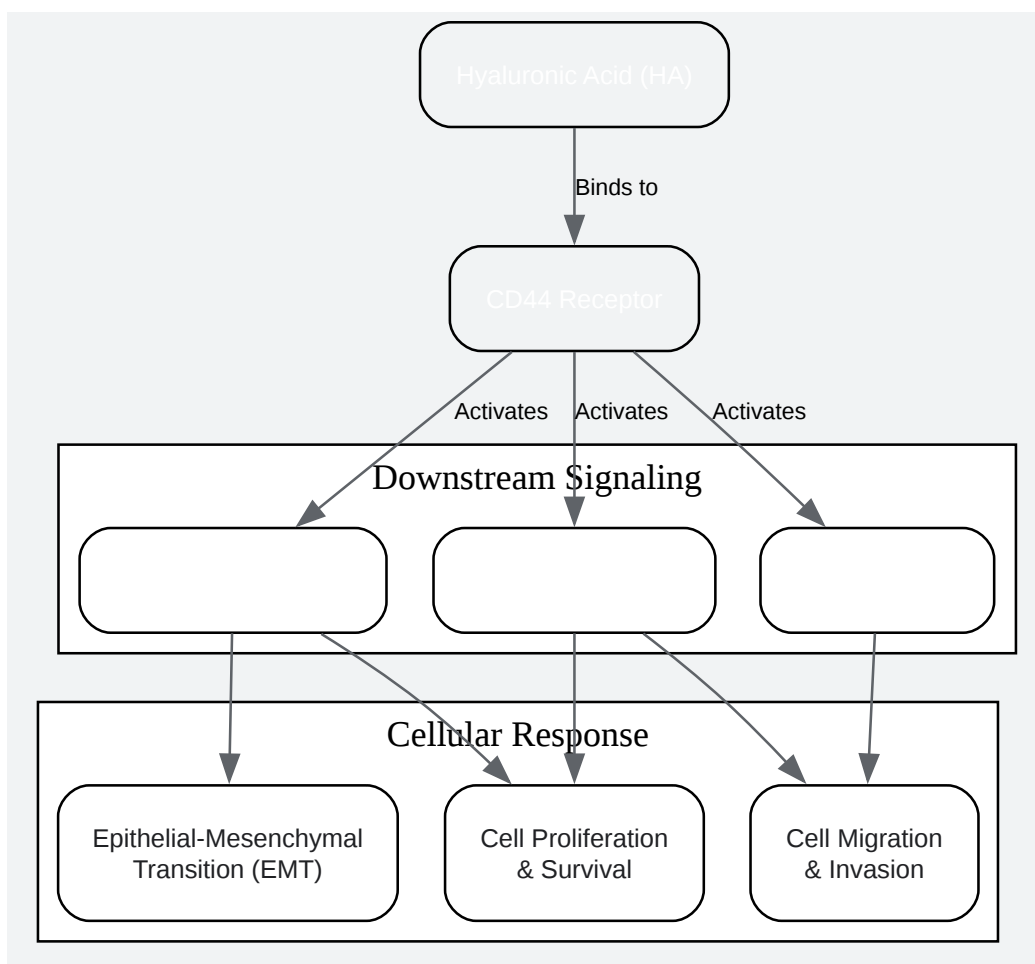 Hyaluronic Acid (HA)
Binds to
CD44 Receptor
Activates
Activates
Activates
Downstream Signaling
Cellular Response
Epithelial-Mesenchymal
Transition (EMT)
Cell Proliferation
& Survival
Cell Migration
& Invasion